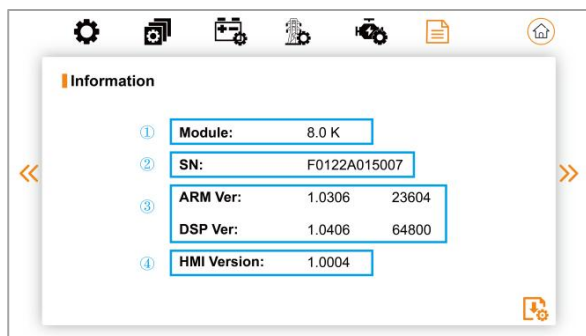 Information
① Module: 8.0 K
② SN: F0122A015007
③ ARM Ver: 1.0306 23604
DSP Ver: 1.0406 64800
④ HMI Version: 1.0004